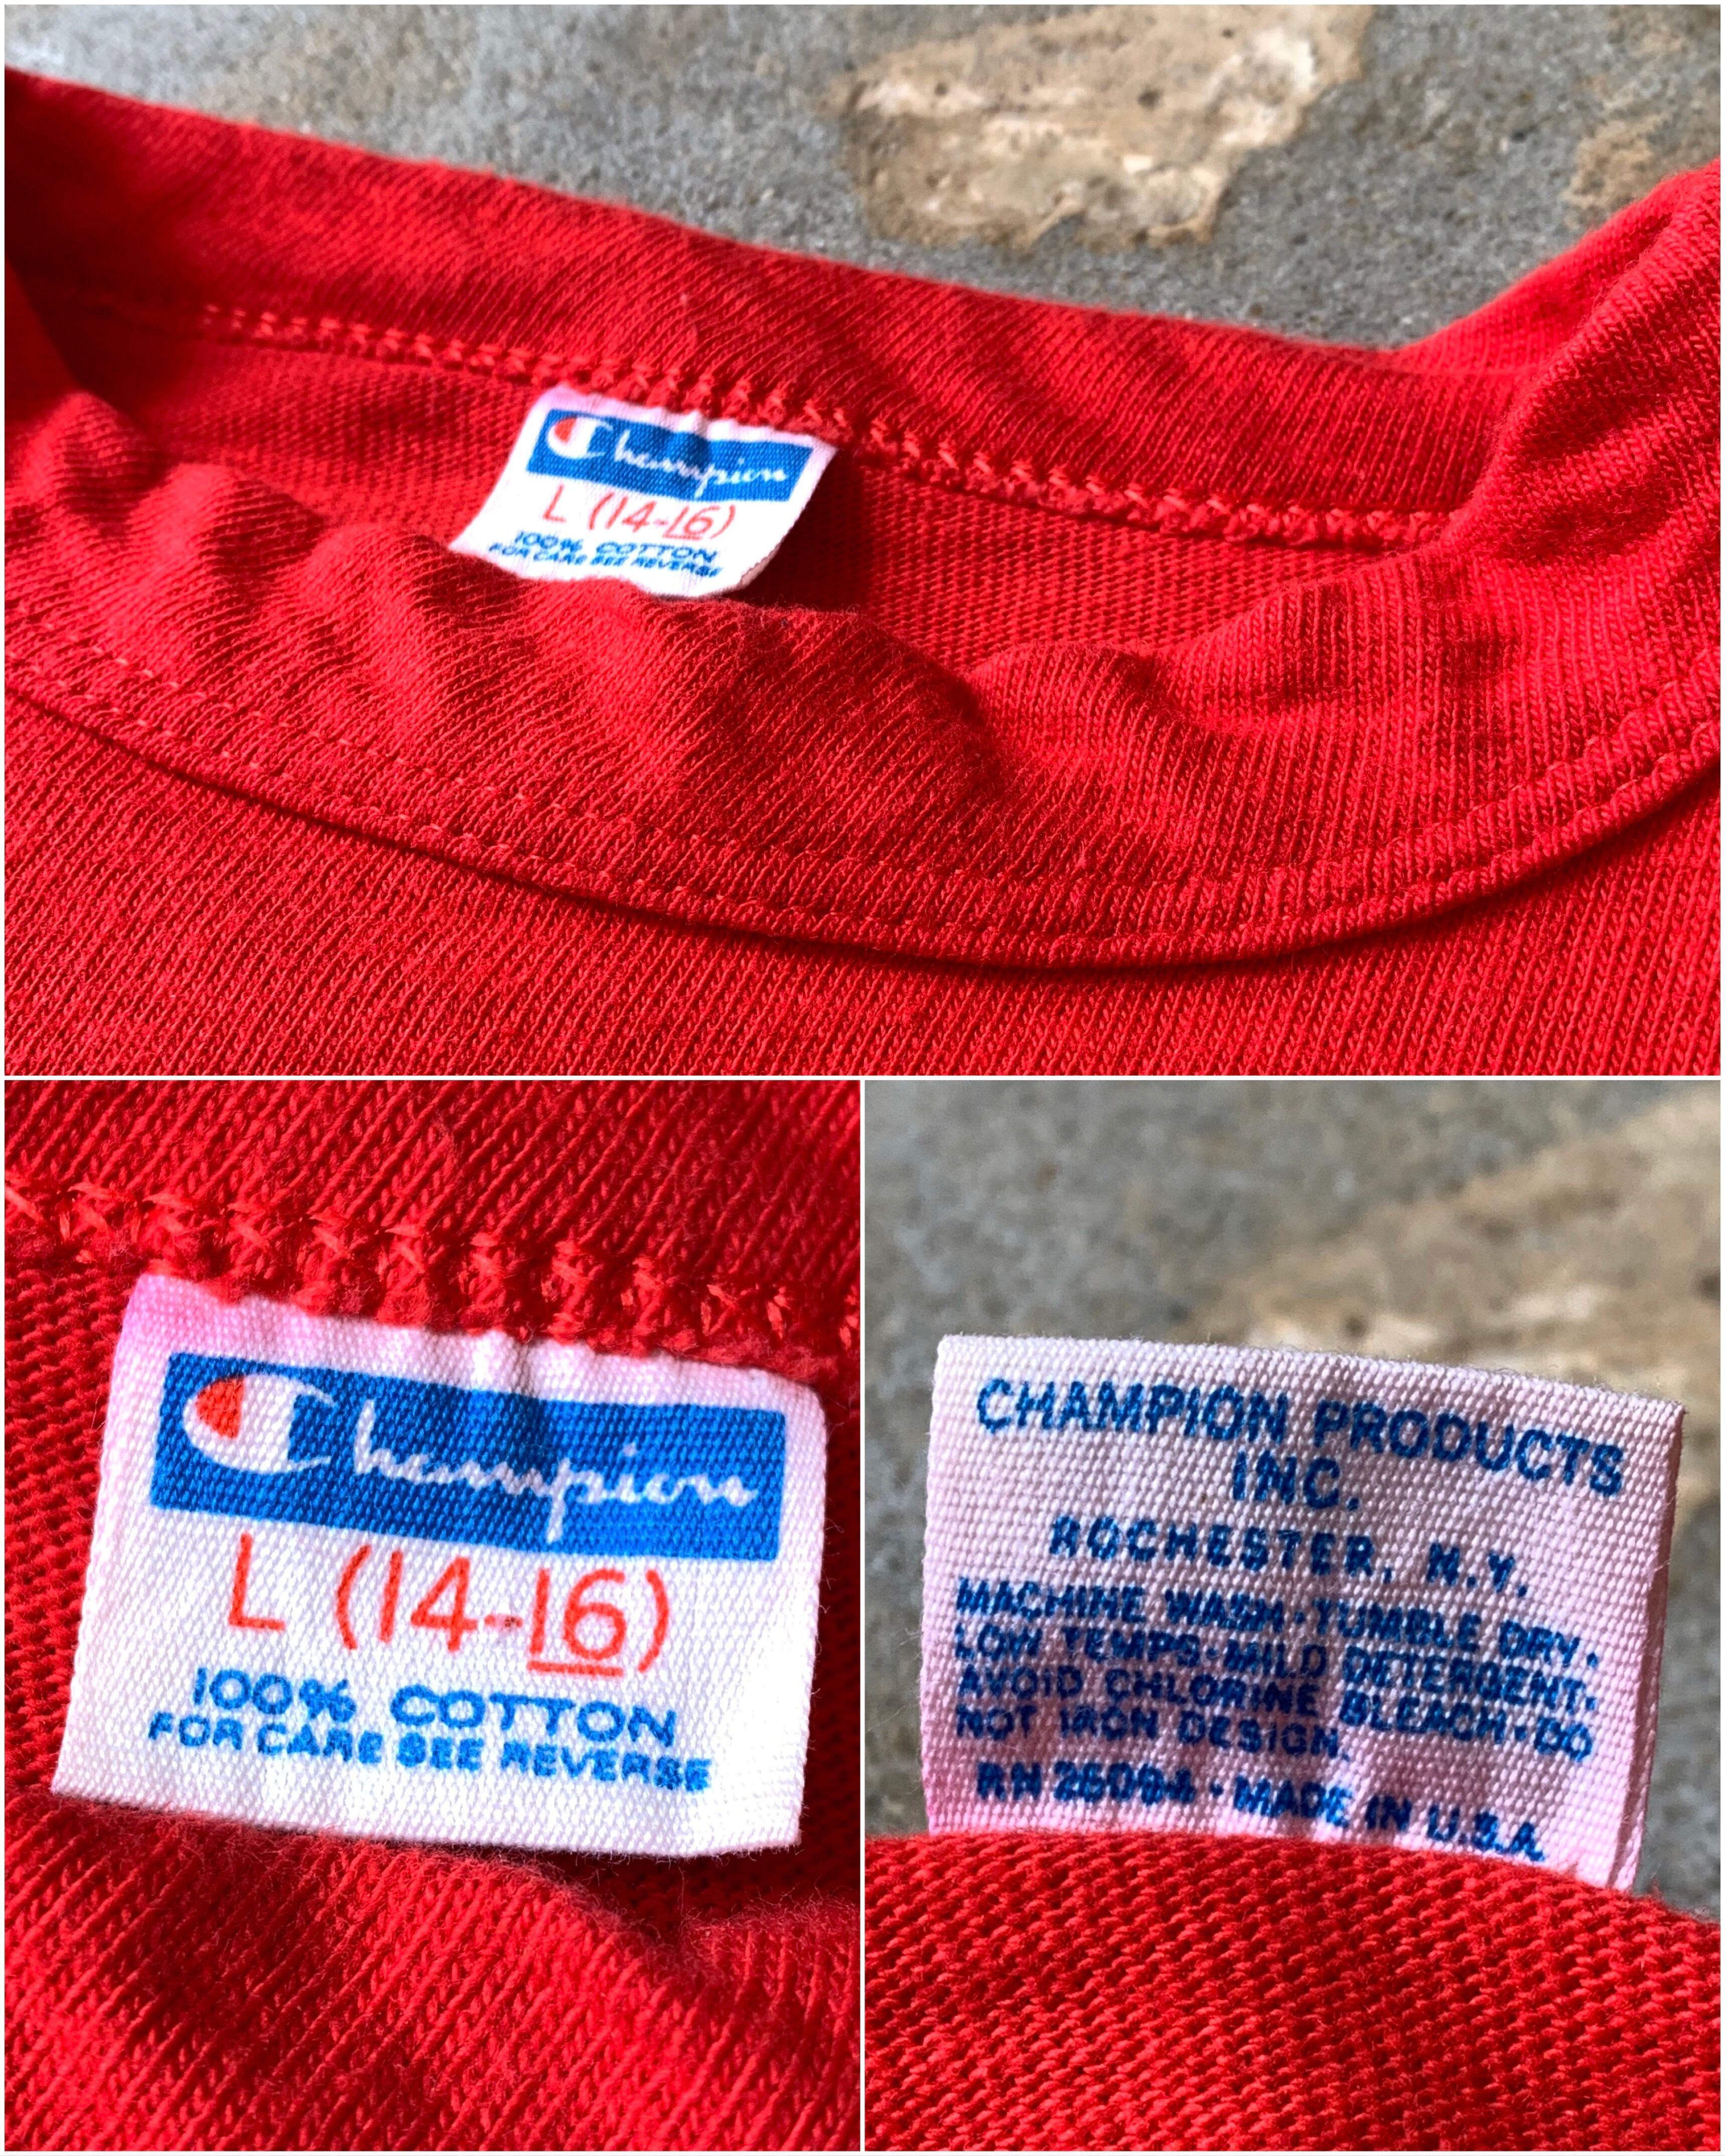 Champion
L (14-16)
100% COTTON
FOR CARE SEE REVERSE
Champion
L (14-16)
100% COTTON
FOR CARE SEE REVERSE
CHAMPION PRODUCTS
INC.
ROCHESTER, N.Y.
MACHINE WASH·TUMBLE DRY,
LOW TEMPS·MILD DETERGENT.
AVOID CHLORINE BLEACH·DO
NOT IRON DESIGN.
RN 26094 · MADE IN U.S.A.